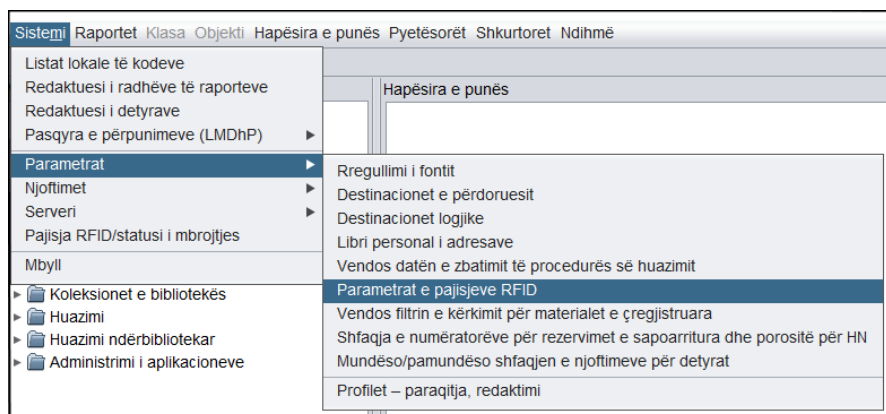 Sistemi Raportet Klasa Objekti Hapësira e punës Pyetësorët Shkurtoret Ndihmë
Listat lokale të kodeve
Redaktuesi i radhëve të raporteve
Redaktuesi i detyrave
Pasqyra e përpunimeve (LMDhP)
Parametrat
Njoftimet
Serveri
Pajisja RFID/statusi i mbrojtjes
Mbyll
Koleksionet e bibliotekës
Huazimi
Huazimi ndërbibliotekar
Administrimi i aplikacioneve
Hapësira e punës
Rregullimi i fontit
Destinacionet e përdoruesit
Destinacionet logjike
Libri personal i adresave
Vendos datën e zbatimit të procedurës së huazimit
Parametrat e pajisjeve RFID
Vendos filtrin e kërkimit për materialet e çregjistruara
Shfaqja e numëratorëve për rezervimet e sapoarritura dhe porositë për HN
Mundëso/pamundëso shfaqjen e njoftimeve për detyrat
Profilet – paraqitja, redaktimi